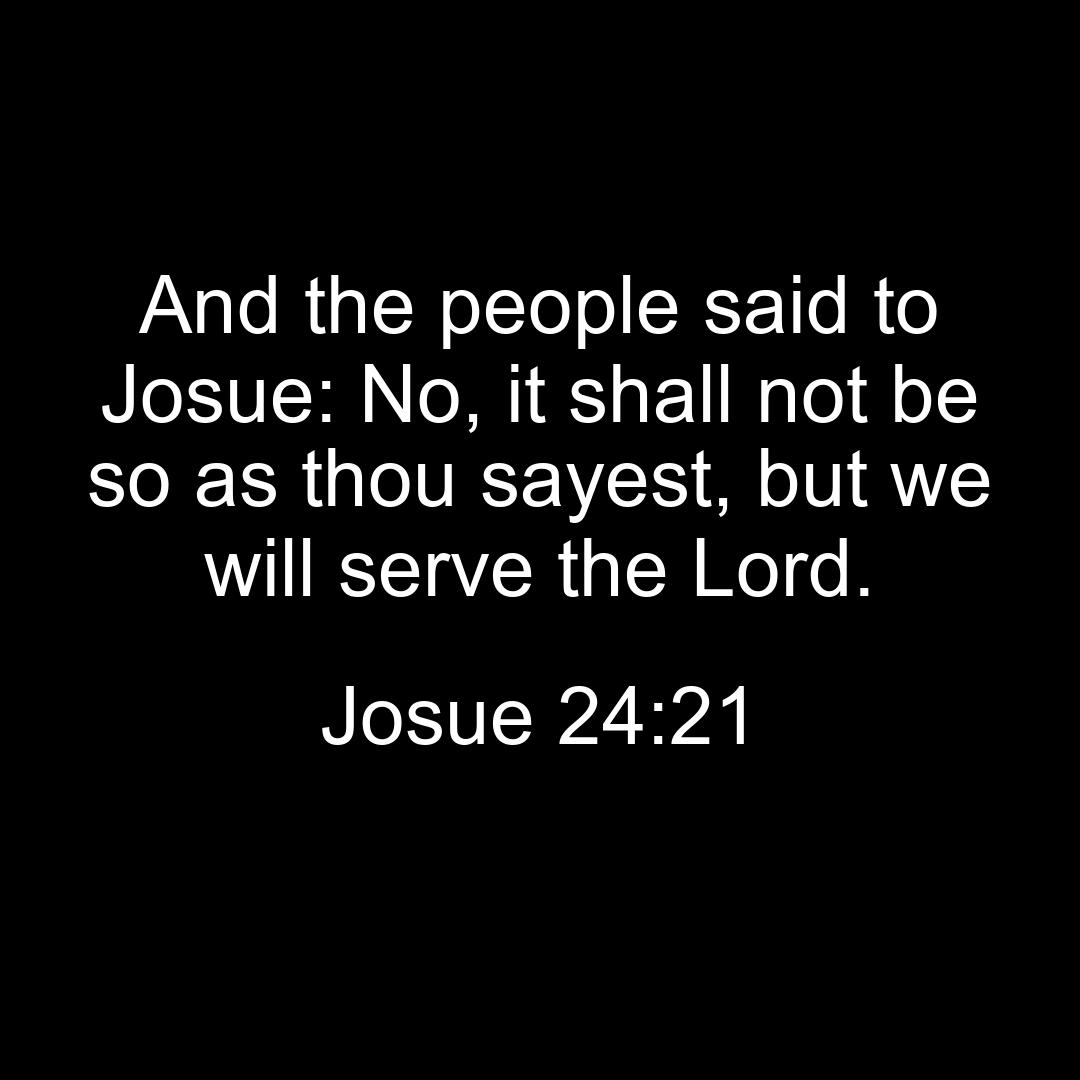 And the people said to
Josue: No, it shall not be
so as thou sayest, but we
will serve the Lord.
Josue 24:21